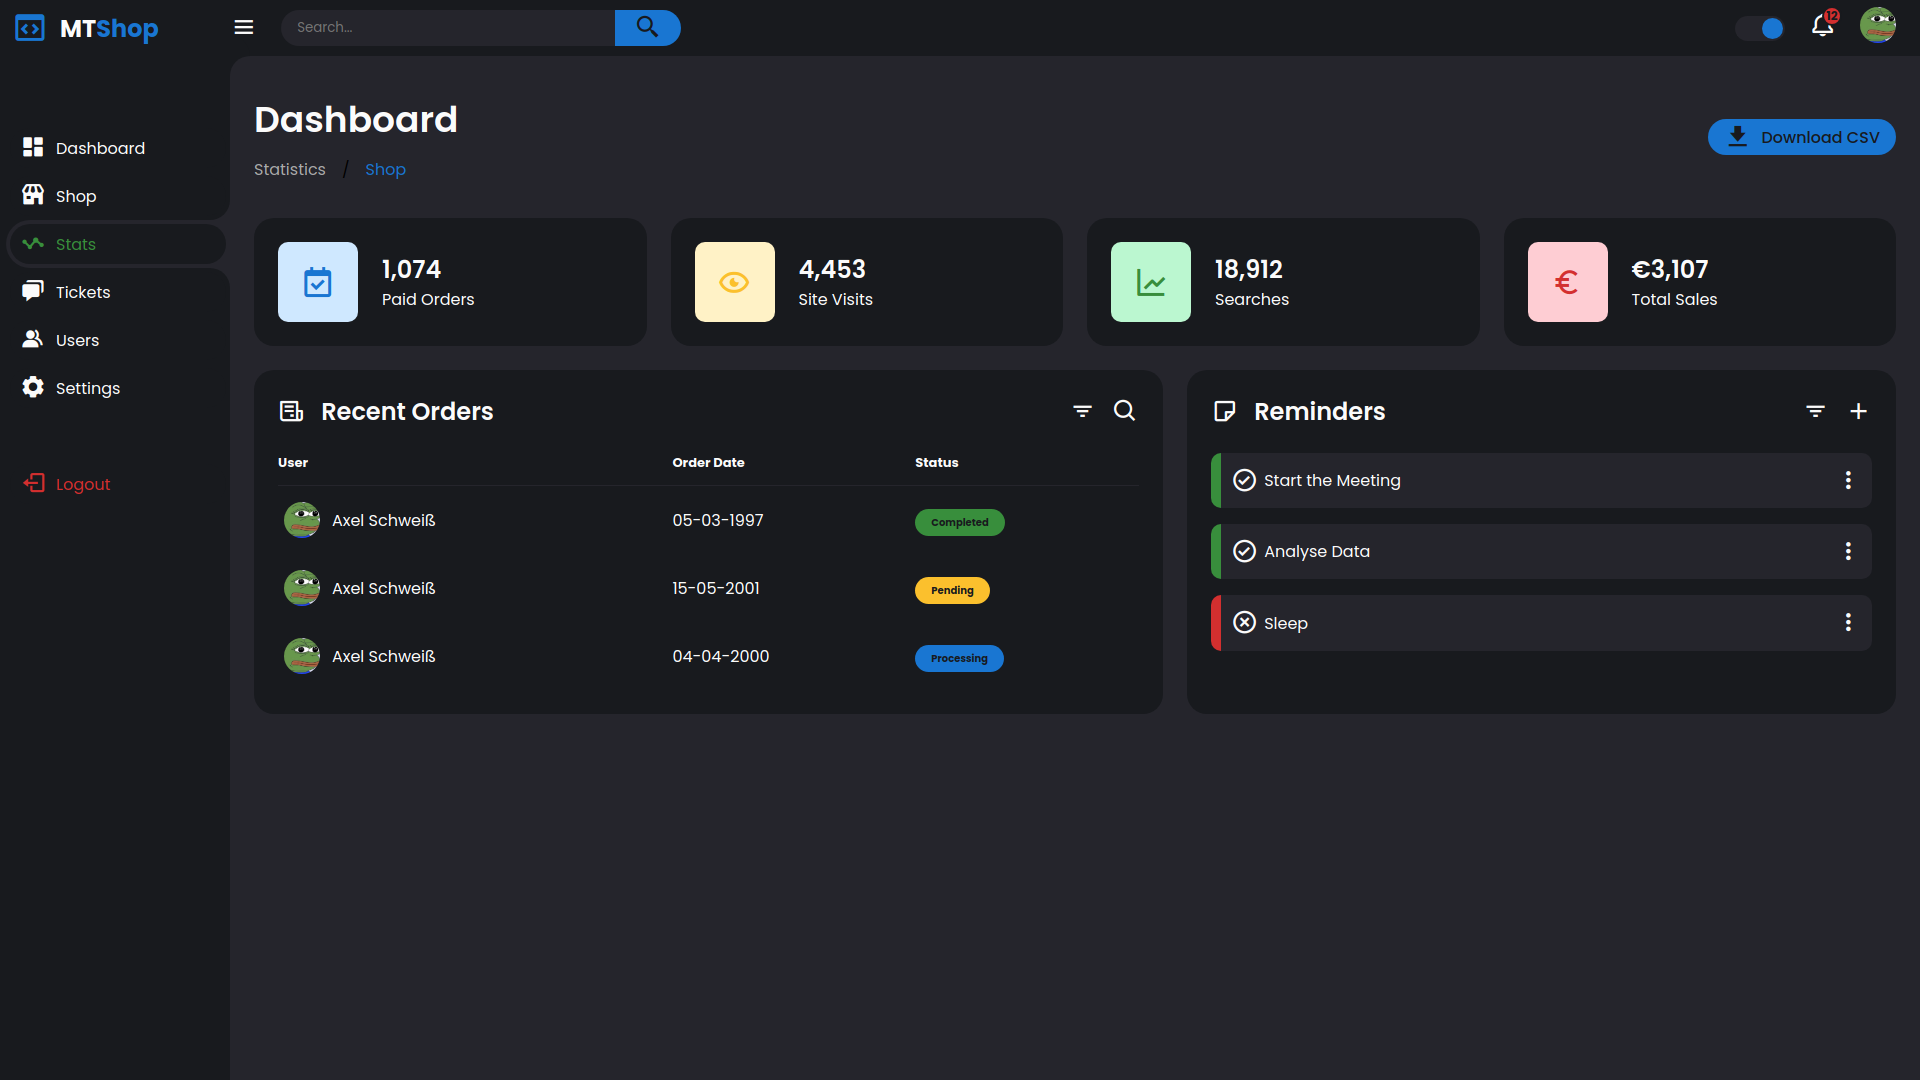 MTShop
Search...
12
Dashboard
Shop
Stats
Tickets
Users
Settings
Logout
Dashboard
Statistics / Shop
Download CSV
1,074
Paid Orders
4,453
Site Visits
18,912
Searches
€3,107
Total Sales
Recent Orders
User Order Date Status
Axel Schweiß 05-03-1997 Completed
Axel Schweiß 15-05-2001 Pending
Axel Schweiß 04-04-2000 Processing
Reminders
Start the Meeting
Analyse Data
Sleep